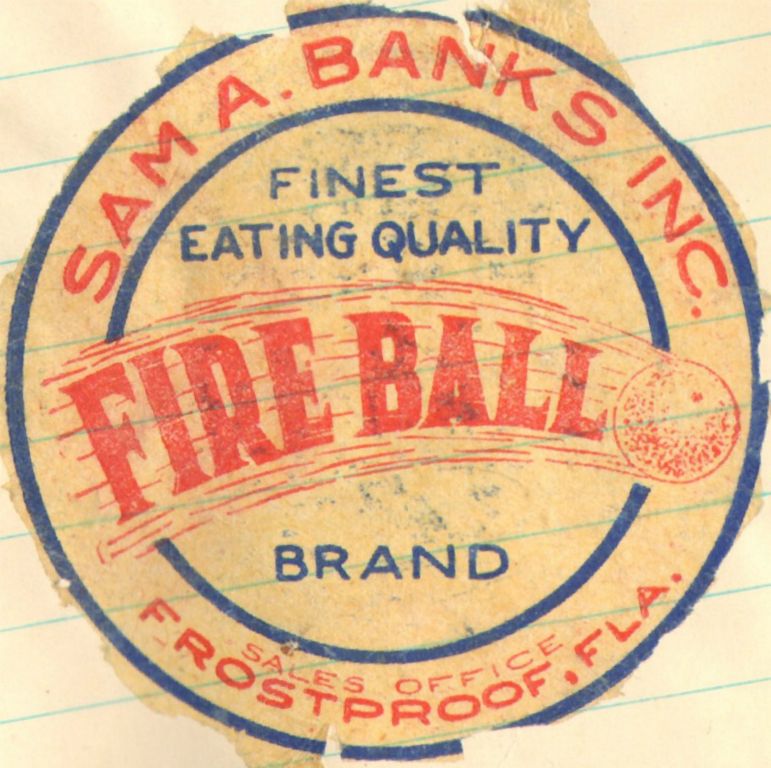 SAM A. BANKS INC.
FINEST
EATING QUALITY
FIRE BALL
BRAND
SALES OFFICE
FROSTPROOF, FLA.